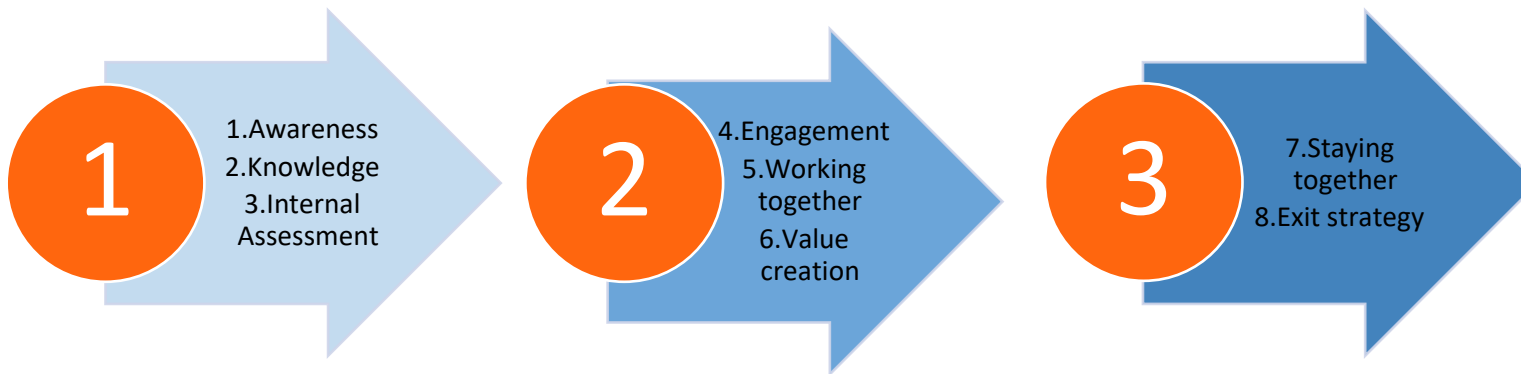 1
1.Awareness
2.Knowledge
3.Internal
Assessment
2
4.Engagement
5.Working
together
6.Value
creation
3
7.Staying
together
8.Exit strategy